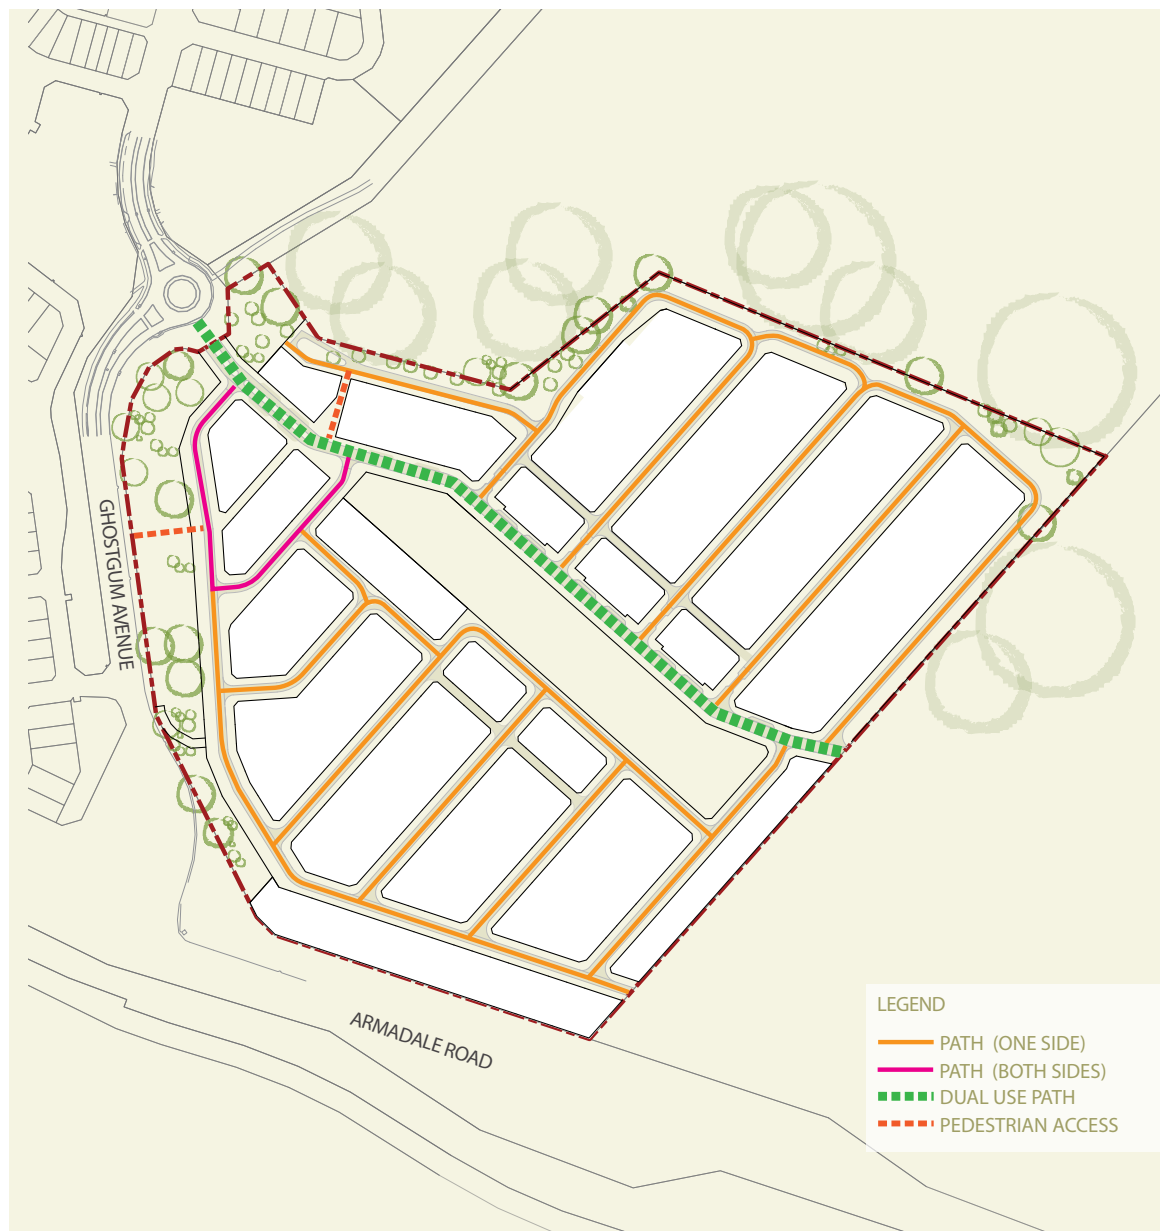 GHOSTGUM AVENUE
ARMADALE ROAD
LEGEND
PATH (ONE SIDE)
PATH (BOTH SIDES)
DUAL USE PATH
PEDESTRIAN ACCESS